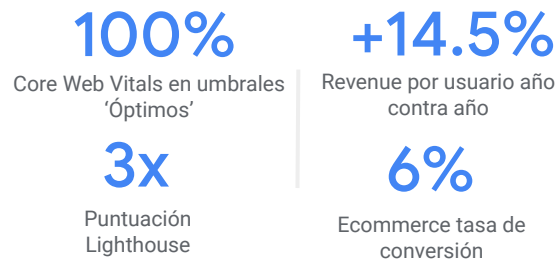 100%
Core Web Vitals en umbrales
‘Óptimos’
+14.5%
Revenue por usuario año
contra año
3x
Puntuación
Lighthouse
6%
Ecommerce tasa de
conversión